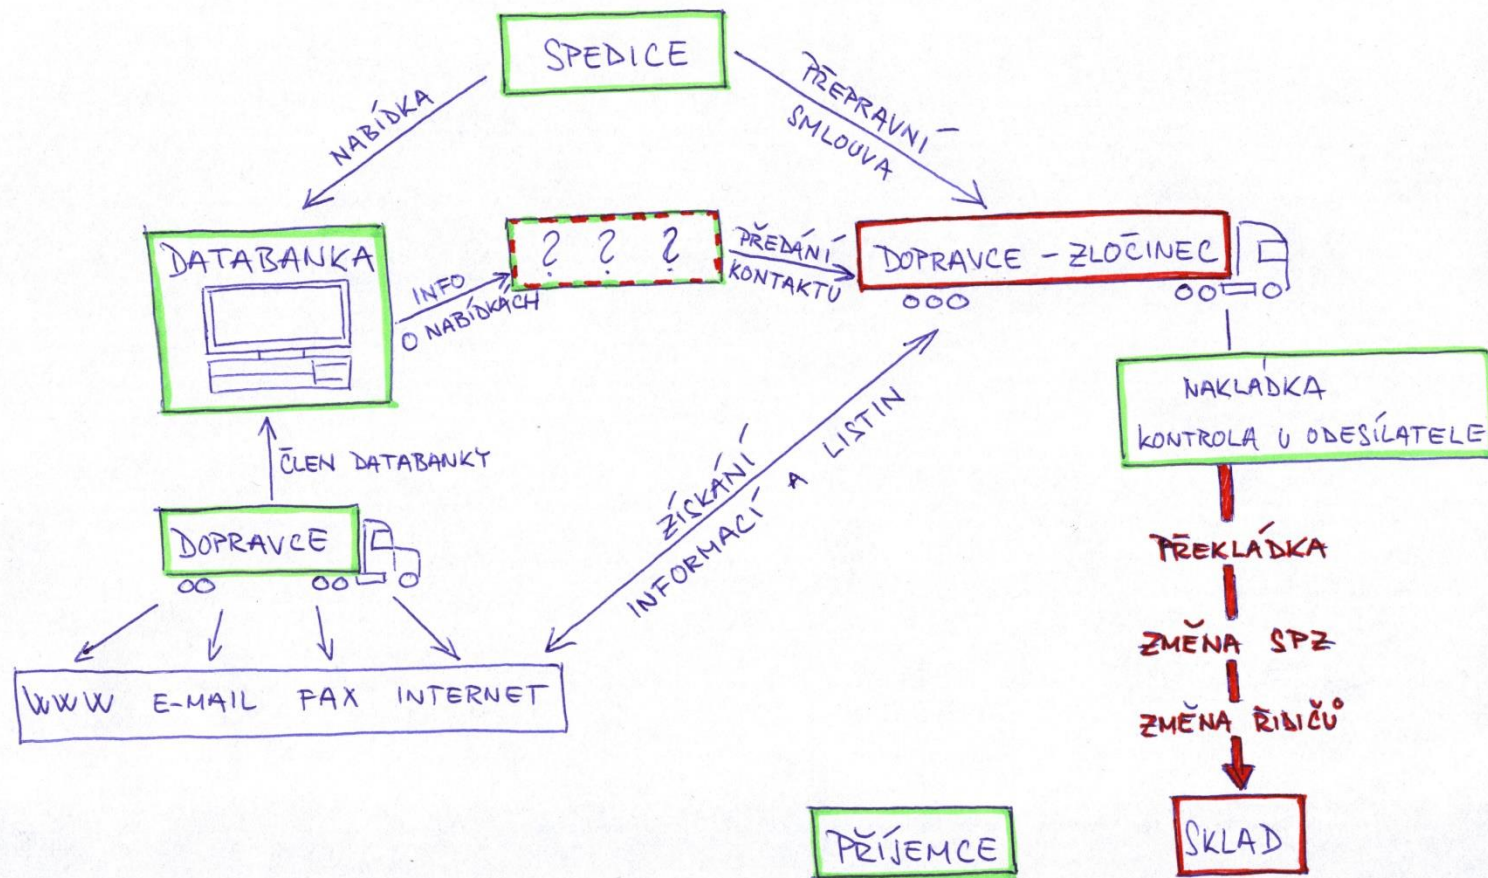 SPEDICE
NABÍDKA
PŘEPRAVNÍ
SMLOUVA
DATABANKA
INFO
O NABÍDKÁCH
? ? ?
PŘEDÁNÍ
KONTAKTŮ
DOPRAVCE - ZLOČINEC
NAKLÁDKA
KONTROLA U ODESÍLATELE
ČLEN DATABANKY
DOPRAVCE
ZÍSKÁNÍ
INFORMACÍ A LISTIN
WWW E-MAIL FAX INTERNET
PŘEKLÁDKA
ZMĚNA SPZ
ZMĚNA ŘIDIČŮ
PŘÍJEMCE
SKLAD